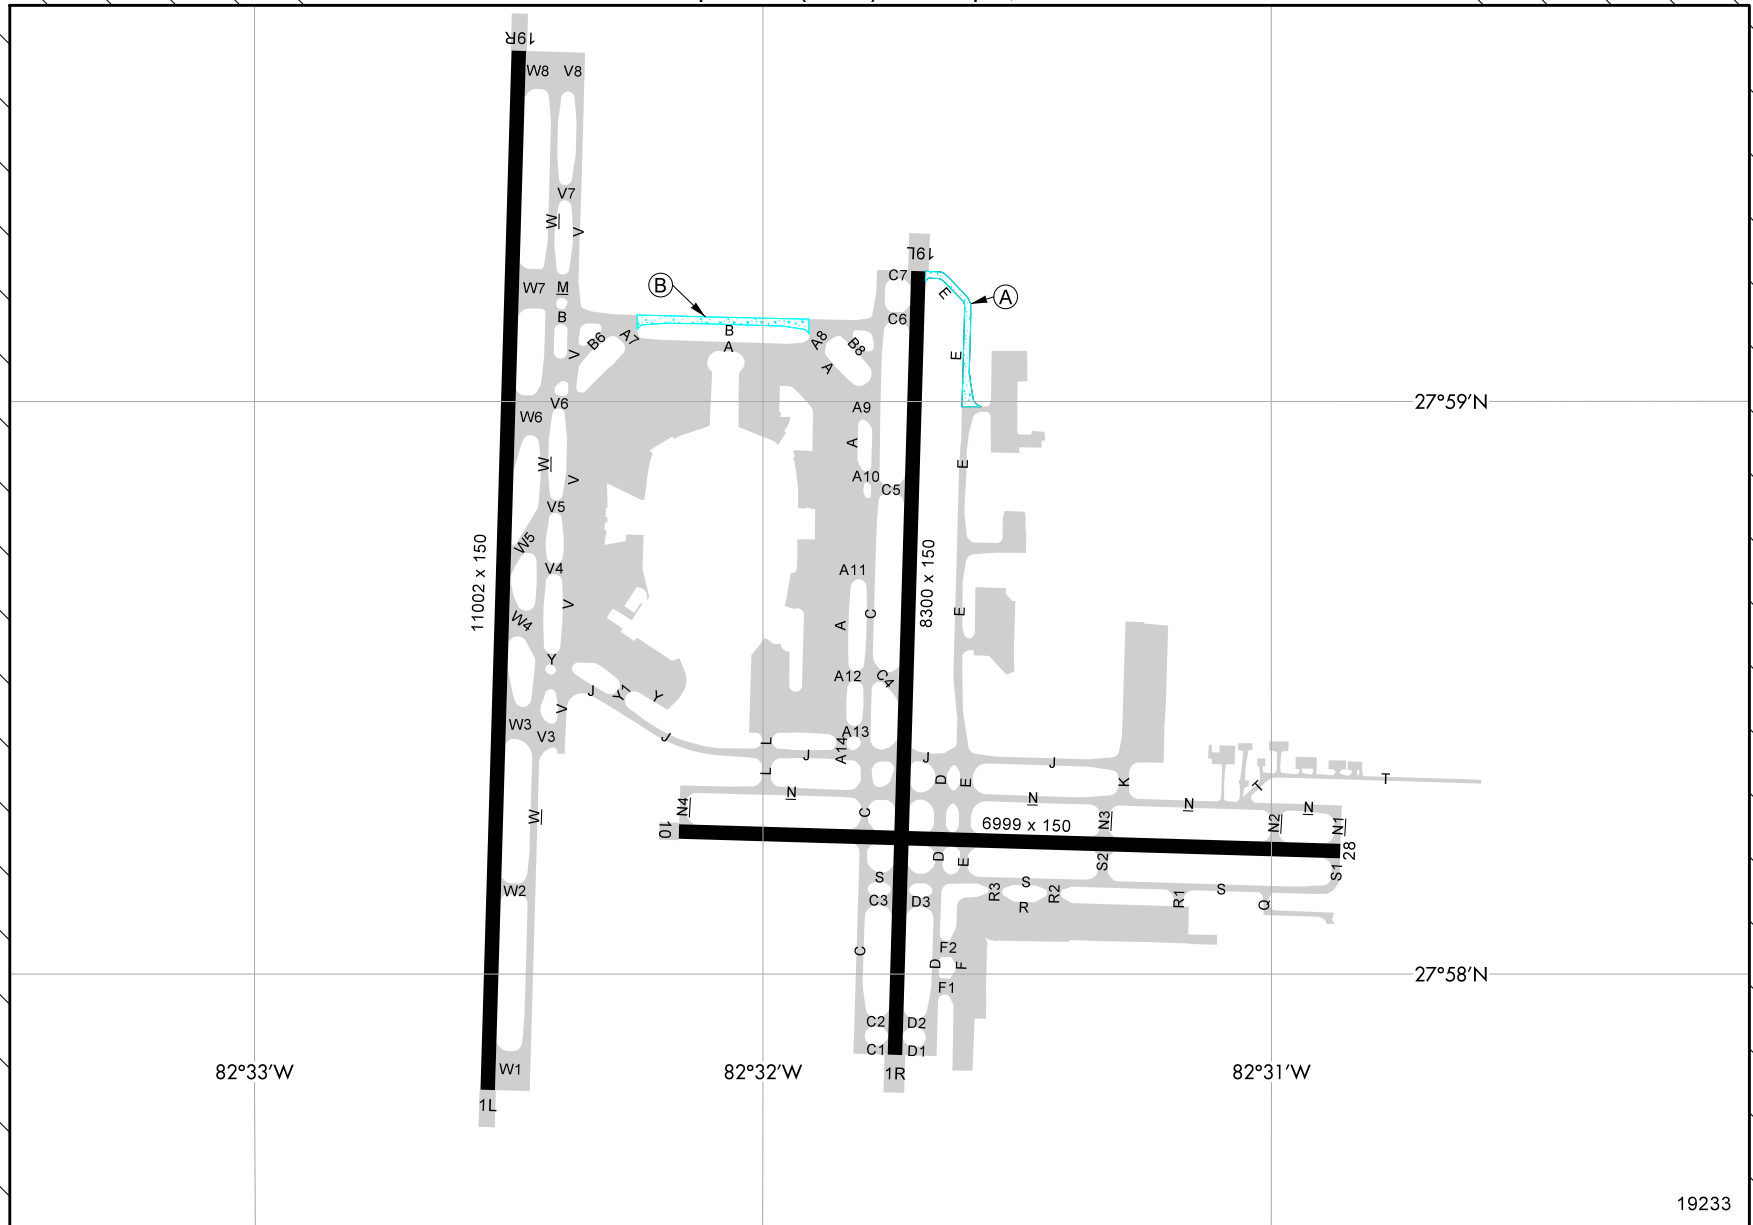 19R
W8 V8
V7
W
V
19L
C7
W7 M
B
E
A
B
C6
B
A
B6 A7 A8 B8
V
E
A
V6
W6
A9
27°59′N
A
W
V
E
A10
C5
V5
W5
V4
A11
11002 x 150
8300 x 150
V
W4
A
C
E
Y
A12
C4
J
Y1 Y
V
W3
V3
J
L
A13
A14
J
J
J
L
D
E
K
T
T
N
N
N
N
N4
C
N3
N2
N1
W
10
6999 x 150
28
D
E
S2
S1
S
S
S
W2
C3 D3
R3
R2
R1
R
Q
C
F2
D
F
27°58′N
F1
C2 D2
C1 D1
W1
82°33′W
82°32′W
82°31′W
1R
1L
19233